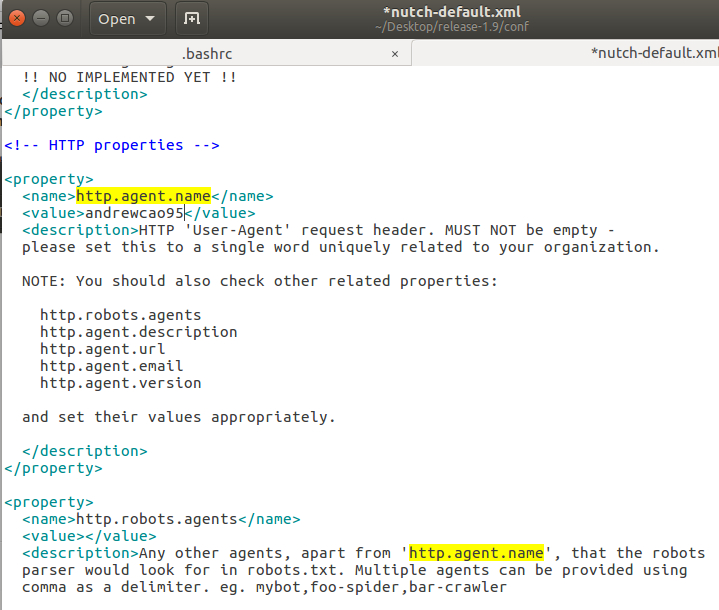 Open
*nutch-default.xml
~/Desktop/release-1.9/conf
.bashrc ×
*nutch-default.xml
!! NO IMPLEMENTED YET !!
</description>
</property>
<!-- HTTP properties -->
<property>
<name>http.agent.name</name>
<value>andrewcao95</value>
<description>HTTP 'User-Agent' request header. MUST NOT be empty -
please set this to a single word uniquely related to your organization.
NOTE: You should also check other related properties:
http.robots.agents
http.agent.description
http.agent.url
http.agent.email
http.agent.version
and set their values appropriately.
</description>
</property>
<property>
<name>http.robots.agents</name>
<value></value>
<description>Any other agents, apart from 'http.agent.name', that the robots
parser would look for in robots.txt. Multiple agents can be provided using
comma as a delimiter. eg. mybot,foo-spider,bar-crawler